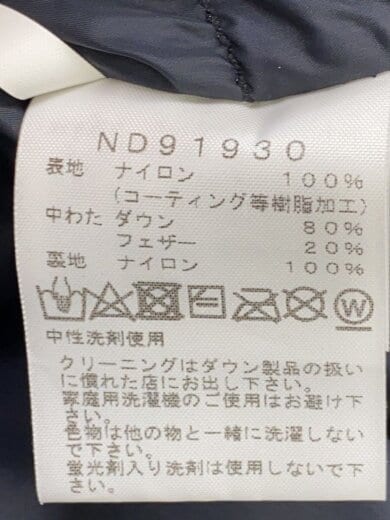 ND91930
表地 ナイロン 100%
(コーティング等樹脂加工)
中わた ダウン 80%
フェザー 20%
裏地 ナイロン 100%
W
中性洗剤使用
クリーニングはダウン製品の扱い
に慣れた店にお出し下さい。
家庭用洗濯機のご使用はお避け下
さい。
色物は他の物と一緒に洗濯しない
で下さい。
蛍光剤入り洗剤は使用しないで下
さい。